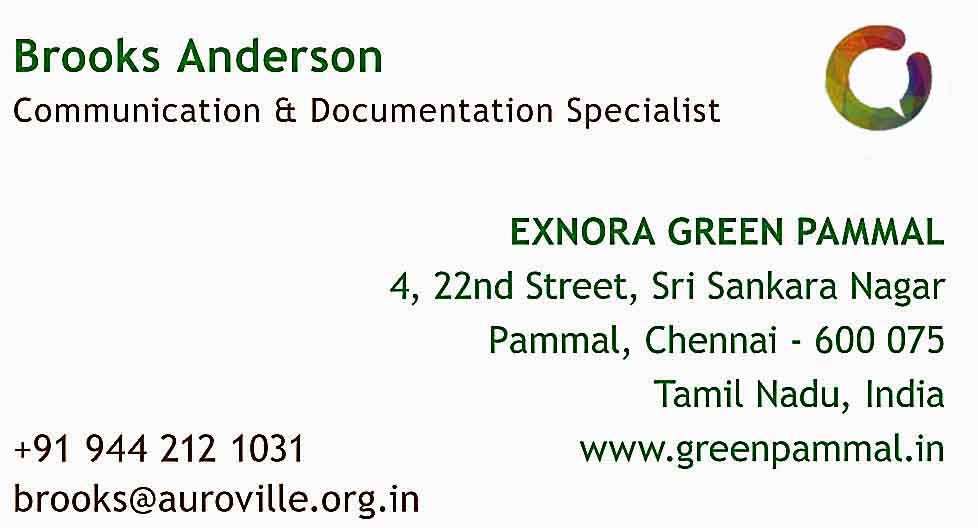 Brooks Anderson
Communication & Documentation Specialist
EXNORA GREEN PAMMAL
4, 22nd Street, Sri Sankara Nagar
Pammal, Chennai - 600 075
Tamil Nadu, India
www.greenpammal.in
+91 944 212 1031
brooks@auroville.org.in